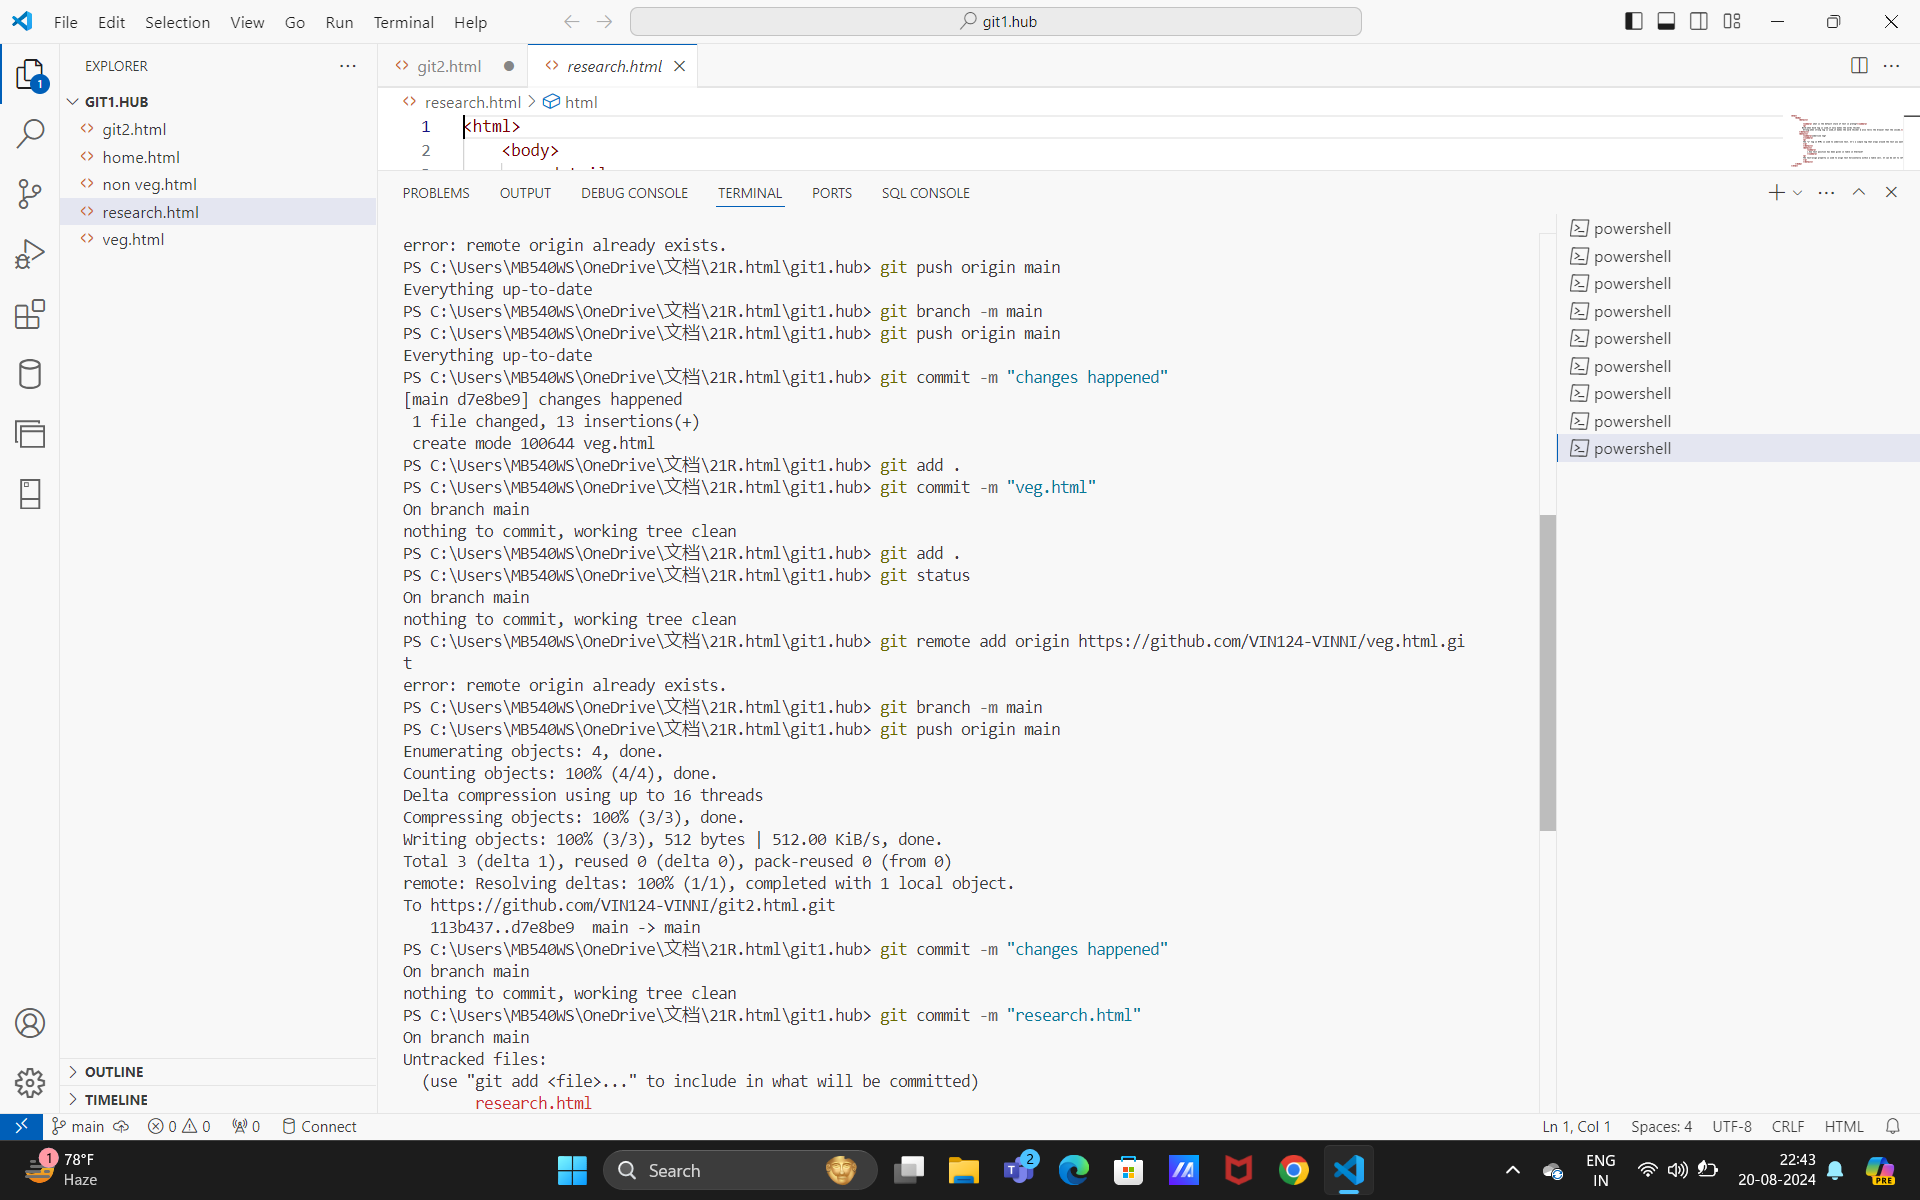 File Edit Selection View Go Run Terminal Help
git1.hub
EXPLORER
GIT1.HUB
git2.html
home.html
non veg.html
research.html
veg.html
OUTLINE
TIMELINE
1
git2.html
research.html
research.html > html
1 <html>
2 <body>
PROBLEMS OUTPUT DEBUG CONSOLE TERMINAL PORTS SQL CONSOLE
error: remote origin already exists.
PS C:\Users\MB540WS\OneDrive\文档\21R.html\git1.hub> git push origin main
Everything up-to-date
PS C:\Users\MB540WS\OneDrive\文档\21R.html\git1.hub> git branch -m main
PS C:\Users\MB540WS\OneDrive\文档\21R.html\git1.hub> git push origin main
Everything up-to-date
PS C:\Users\MB540WS\OneDrive\文档\21R.html\git1.hub> git commit -m "changes happened"
[main d7e8be9] changes happened
1 file changed, 13 insertions(+)
create mode 100644 veg.html
PS C:\Users\MB540WS\OneDrive\文档\21R.html\git1.hub> git add .
PS C:\Users\MB540WS\OneDrive\文档\21R.html\git1.hub> git commit -m "veg.html"
On branch main
nothing to commit, working tree clean
PS C:\Users\MB540WS\OneDrive\文档\21R.html\git1.hub> git add .
PS C:\Users\MB540WS\OneDrive\文档\21R.html\git1.hub> git status
On branch main
nothing to commit, working tree clean
PS C:\Users\MB540WS\OneDrive\文档\21R.html\git1.hub> git remote add origin https://github.com/VIN124-VINNI/veg.html.gi
t
error: remote origin already exists.
PS C:\Users\MB540WS\OneDrive\文档\21R.html\git1.hub> git branch -m main
PS C:\Users\MB540WS\OneDrive\文档\21R.html\git1.hub> git push origin main
Enumerating objects: 4, done.
Counting objects: 100% (4/4), done.
Delta compression using up to 16 threads
Compressing objects: 100% (3/3), done.
Writing objects: 100% (3/3), 512 bytes | 512.00 KiB/s, done.
Total 3 (delta 1), reused 0 (delta 0), pack-reused 0 (from 0)
remote: Resolving deltas: 100% (1/1), completed with 1 local object.
To https://github.com/VIN124-VINNI/git2.html.git
113b437..d7e8be9 main -> main
PS C:\Users\MB540WS\OneDrive\文档\21R.html\git1.hub> git commit -m "changes happened"
On branch main
nothing to commit, working tree clean
PS C:\Users\MB540WS\OneDrive\文档\21R.html\git1.hub> git commit -m "research.html"
On branch main
Untracked files:
(use "git add <file>..." to include in what will be committed)
research.html
powershell
powershell
powershell
powershell
powershell
powershell
powershell
powershell
powershell
main 0 0 0 Connect
Ln 1, Col 1 Spaces: 4 UTF-8 CRLF HTML
1
78°F
Haze
Search
2
ENG
IN
22:43
20-08-2024
PRE